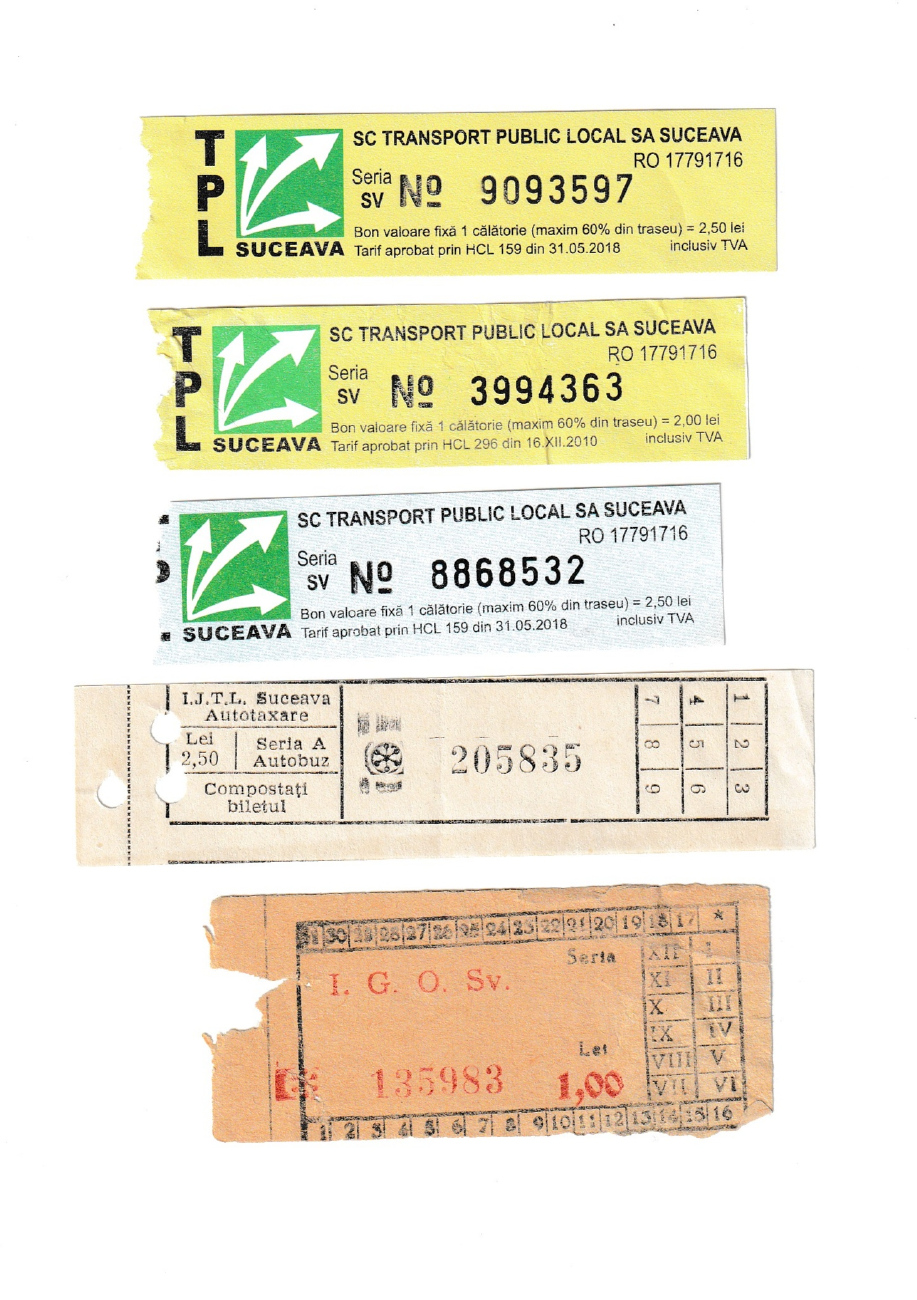 TPL
SUCEAVA
SC TRANSPORT PUBLIC LOCAL SA SUCEAVA
RO 17791716
Seria
SV Nº 9093597
Bon valoare fixă 1 călătorie (maxim 60% din traseu) = 2,50 lei
Tarif aprobat prin HCL 159 din 31.05.2018 inclusiv TVA
TPL
SUCEAVA
SC TRANSPORT PUBLIC LOCAL SA SUCEAVA
RO 17791716
Seria
SV Nº 3994363
Bon valoare fixă 1 călătorie (maxim 60% din traseu) = 2,00 lei
Tarif aprobat prin HCL 296 din 16.XII.2010 inclusiv TVA
SUCEAVA
SC TRANSPORT PUBLIC LOCAL SA SUCEAVA
RO 17791716
Seria
SV Nº 8868532
Bon valoare fixă 1 călătorie (maxim 60% din traseu) = 2,50 lei
Tarif aprobat prin HCL 159 din 31.05.2018 inclusiv TVA
I.J.T.L. Suceava
Autotaxare
Lei
2,50
Seria A
Autobuz
Compostați
biletul
205835
1 2 3
4 5 6
7 8 9
31 30 29 28 27 26 25 24 23 22 21 20 19 18 17 *
Seria
I. G. O. Sv.
XII I
XI II
X III
IX IV
VIII V
VII VI
Lei
135983 1,00
1 2 3 4 5 6 7 8 9 10 11 12 13 14 15 16